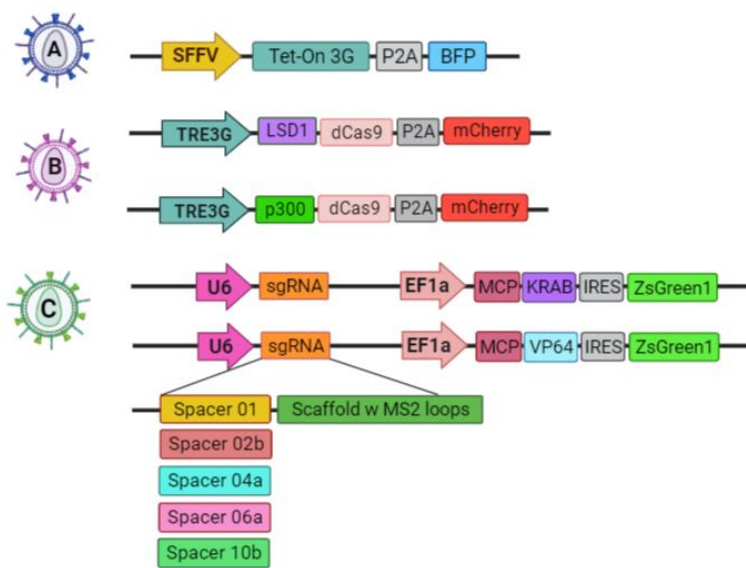 A
SFFV Tet-On 3G P2A BFP
B
TRE3G LSD1 dCas9 P2A mCherry
TRE3G p300 dCas9 P2A mCherry
C
U6 sgRNA EF1a MCP KRAB IRES ZsGreen1
U6 sgRNA EF1a MCP VP64 IRES ZsGreen1
Spacer 01 Scaffold w MS2 loops
Spacer 02b
Spacer 04a
Spacer 06a
Spacer 10b